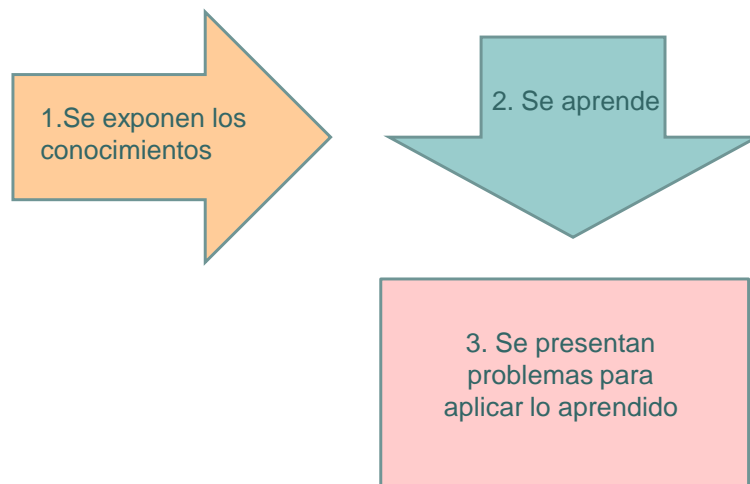 1.Se exponen los
conocimientos
2. Se aprende
3. Se presentan
problemas para
aplicar lo aprendido